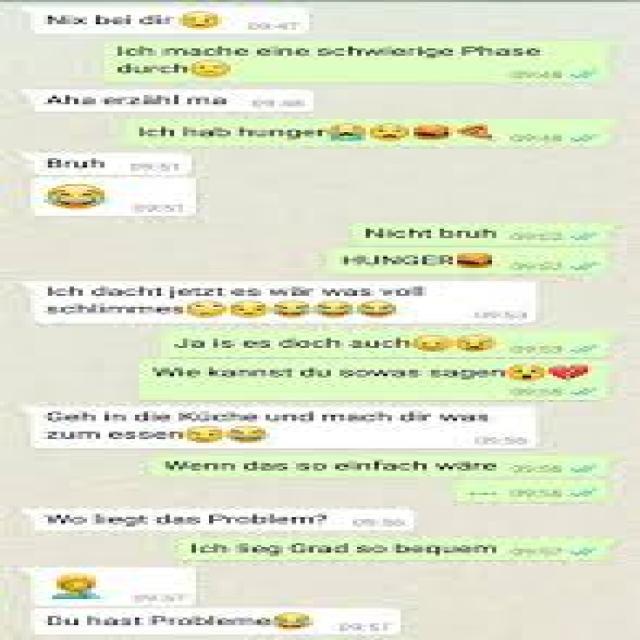 Nix bei dir 😂 09:47
Ich mache eine schwierige Phase
durch😕 09:48 
Aha erzähl ma 09:48
Ich hab hunger😭😢🍔🍕 09:48
Bruh 09:51
😂 09:51
Nicht bruh 09:53
HUNGER🍔 09:53
Ich dacht jetzt es wär was voll
schlimmes 09:53
Ja is es doch auch 09:53
Wie kannst du sowas sagen😢💔
Geh in die Küche und mach dir was
zum essen 09:56
Wenn das so einfach wäre 09:56
.... 09:56
Wo liegt das Problem? 09:56
Ich lieg Grad so bequem 09:57
🤦 09:57
Du hast Probleme😂 09:57